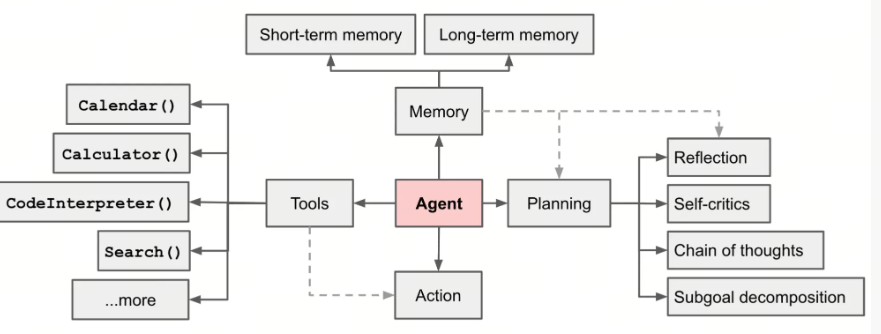 Short-term memory
Long-term memory
Calendar()
Memory
Calculator()
Reflection
CodeInterpreter()
Tools
Agent
Planning
Self-critics
Search()
Chain of thoughts
...more
Action
Subgoal decomposition